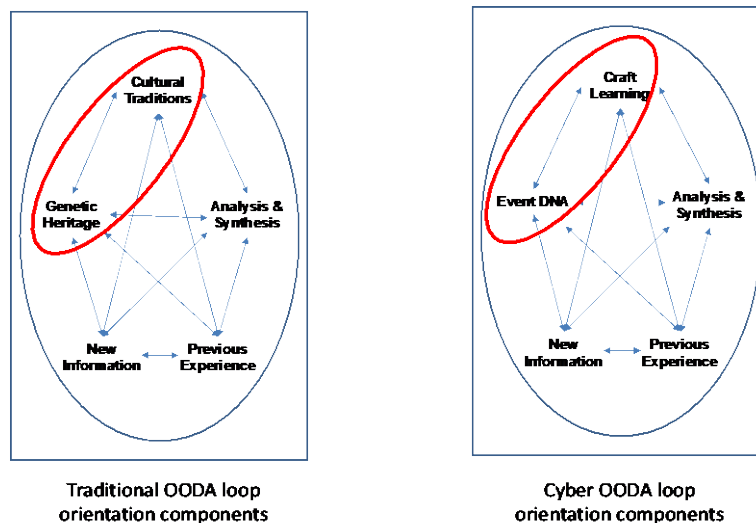 Cultural
Traditions
Genetic
Heritage
Analysis &
Synthesis
New
Information
Previous
Experience
Traditional OODA loop
orientation components
Craft
Learning
Event DNA
Analysis &
Synthesis
New
Information
Previous
Experience
Cyber OODA loop
orientation components